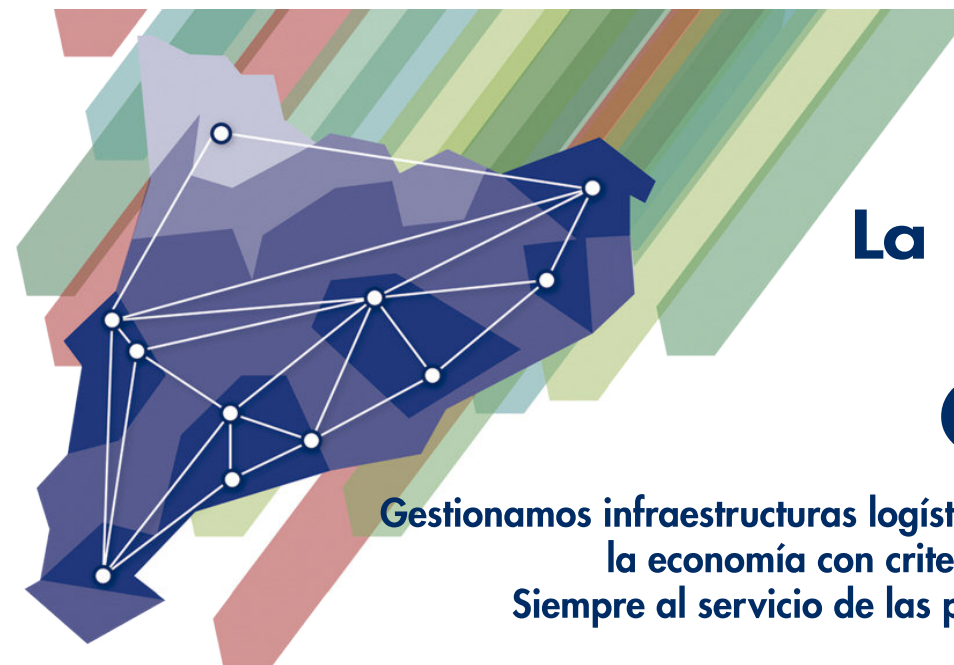 La
Gestionamos infraestructuras logíst
la economía con crite
Siempre al servicio de las p